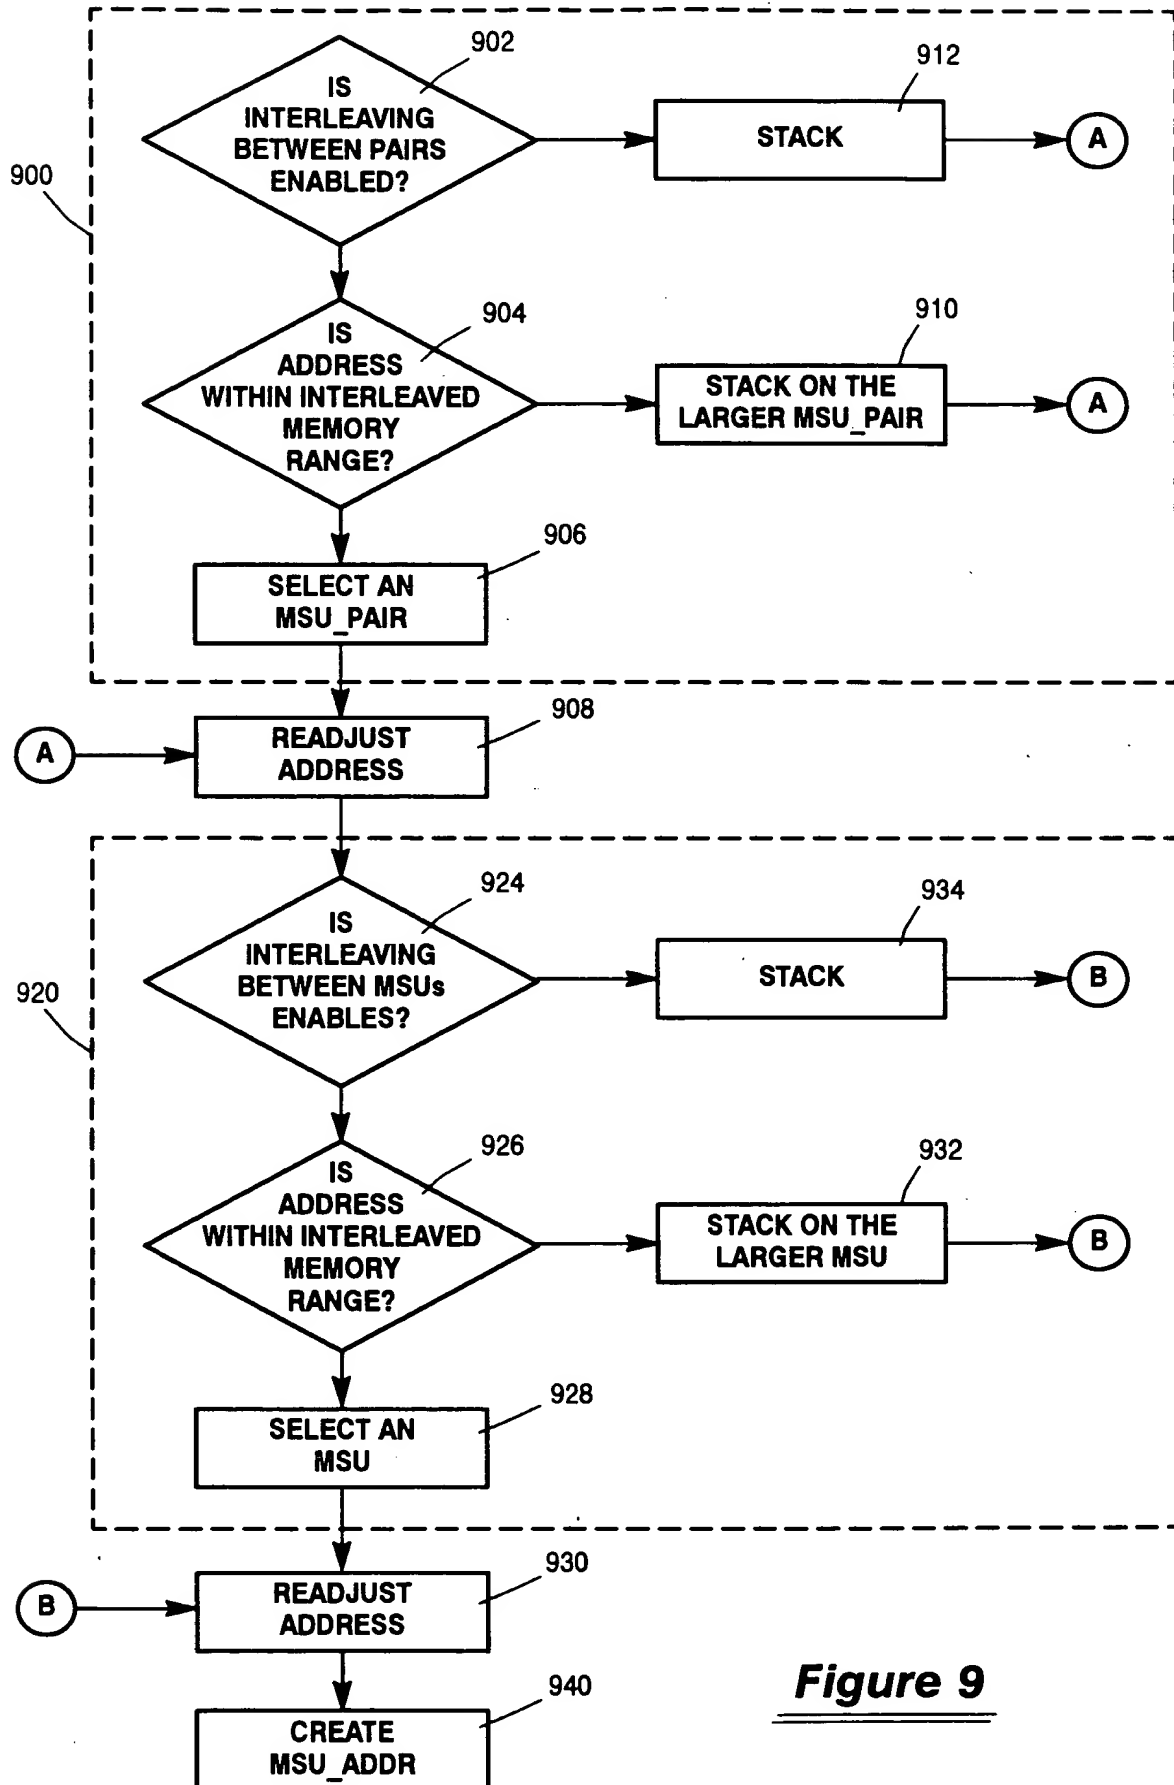 902
IS
INTERLEAVING
BETWEEN PAIRS
ENABLED?
912
STACK
A
900
904
IS
ADDRESS
WITHIN INTERLEAVED
MEMORY
RANGE?
910
STACK ON THE
LARGER MSU_PAIR
A
906
SELECT AN
MSU_PAIR
908
A
READJUST
ADDRESS
924
IS
INTERLEAVING
BETWEEN MSUs
ENABLES?
934
STACK
B
920
926
IS
ADDRESS
WITHIN INTERLEAVED
MEMORY
RANGE?
932
STACK ON THE
LARGER MSU
B
928
SELECT AN
MSU
930
B
READJUST
ADDRESS
940
CREATE
MSU_ADDR
Figure 9